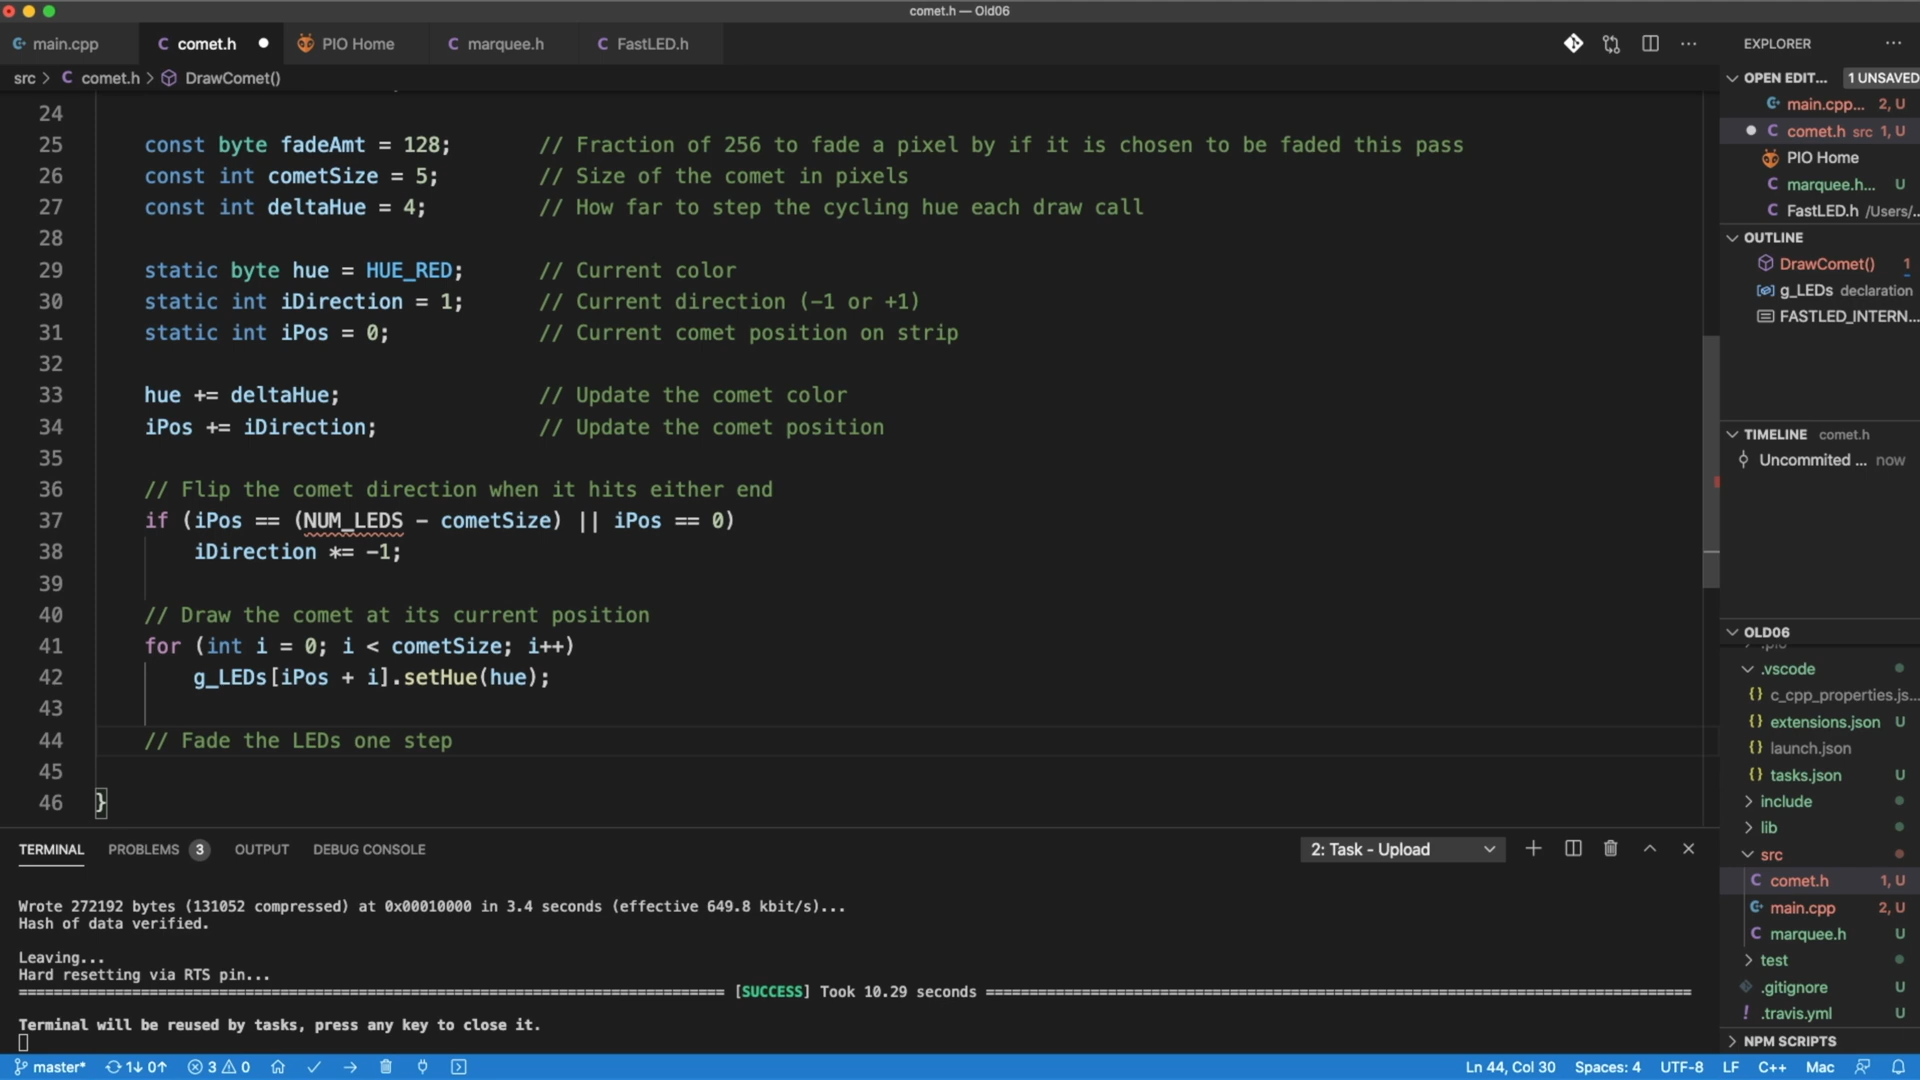 comet.h — Old06
main.cpp
comet.h
PIO Home
marquee.h
FastLED.h
src > comet.h > DrawComet()
24
25 const byte fadeAmt = 128; // Fraction of 256 to fade a pixel by if it is chosen to be faded this pass
26 const int cometSize = 5; // Size of the comet in pixels
27 const int deltaHue = 4; // How far to step the cycling hue each draw call
28
29 static byte hue = HUE_RED; // Current color
30 static int iDirection = 1; // Current direction (-1 or +1)
31 static int iPos = 0; // Current comet position on strip
32
33 hue += deltaHue; // Update the comet color
34 iPos += iDirection; // Update the comet position
35
36 // Flip the comet direction when it hits either end
37 if (iPos == (NUM_LEDS - cometSize) || iPos == 0)
38 iDirection *= -1;
39
40 // Draw the comet at its current position
41 for (int i = 0; i < cometSize; i++)
42 g_LEDs[iPos + i].setHue(hue);
43
44 // Fade the LEDs one step
45
46 }
TERMINAL PROBLEMS 3 OUTPUT DEBUG CONSOLE 2: Task - Upload
Wrote 272192 bytes (131052 compressed) at 0x00010000 in 3.4 seconds (effective 649.8 kbit/s)...
Hash of data verified.
Leaving...
Hard resetting via RTS pin...
[SUCCESS] Took 10.29 seconds
Terminal will be reused by tasks, press any key to close it.
EXPLORER
OPEN EDIT... 1 UNSAVED
main.cpp... 2, U
comet.h src 1, U
PIO Home
marquee.h... U
FastLED.h /Users/...
OUTLINE
DrawComet() 1
g_LEDs declaration
FASTLED_INTERN...
TIMELINE comet.h
Uncommited ... now
OLD06
.vscode
c_cpp_properties.js...
extensions.json U
launch.json
tasks.json U
include
lib
src
comet.h 1, U
main.cpp 2, U
marquee.h U
test
.gitignore U
.travis.yml U
NPM SCRIPTS
master* 1↓ 0↑ 3 0 Ln 44, Col 30 Spaces: 4 UTF-8 LF C++ Mac